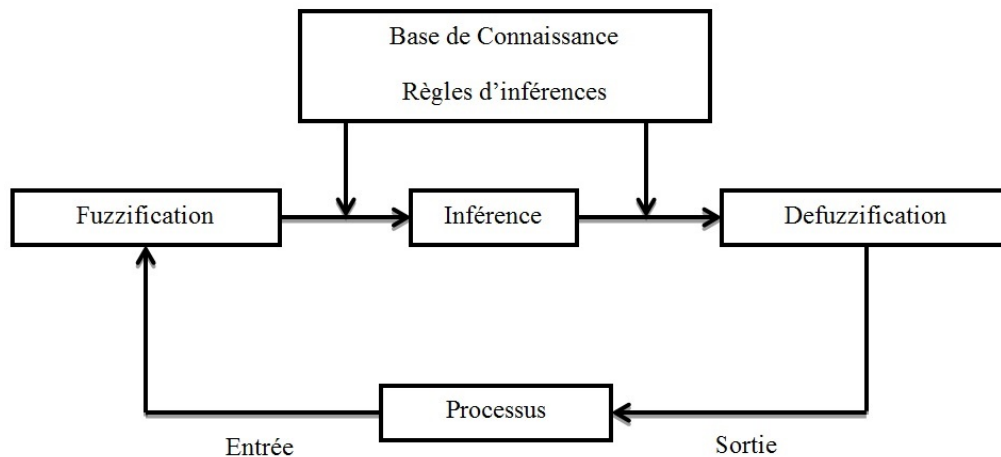 Base de Connaissance
Règles d’inférences
Fuzzification
Inférence
Defuzzification
Processus
Entrée
Sortie